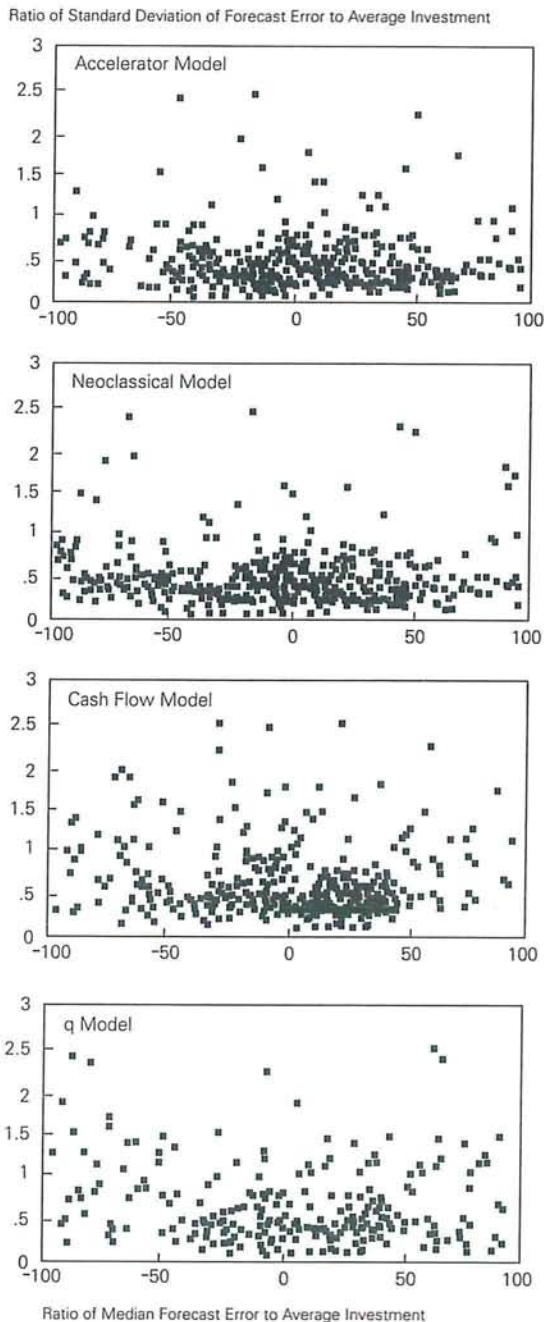 Ratio of Standard Deviation of Forecast Error to Average Investment
3
Accelerator Model
2.5
2
1.5
1
.5
0
-100 -50 0 50 100
3
Neoclassical Model
2.5
2
1.5
1
.5
0
-100 -50 0 50 100
3
Cash Flow Model
2.5
2
1.5
1
.5
0
-100 -50 0 50 100
3
q Model
2.5
2
1.5
1
.5
0
-100 -50 0 50 100
Ratio of Median Forecast Error to Average Investment